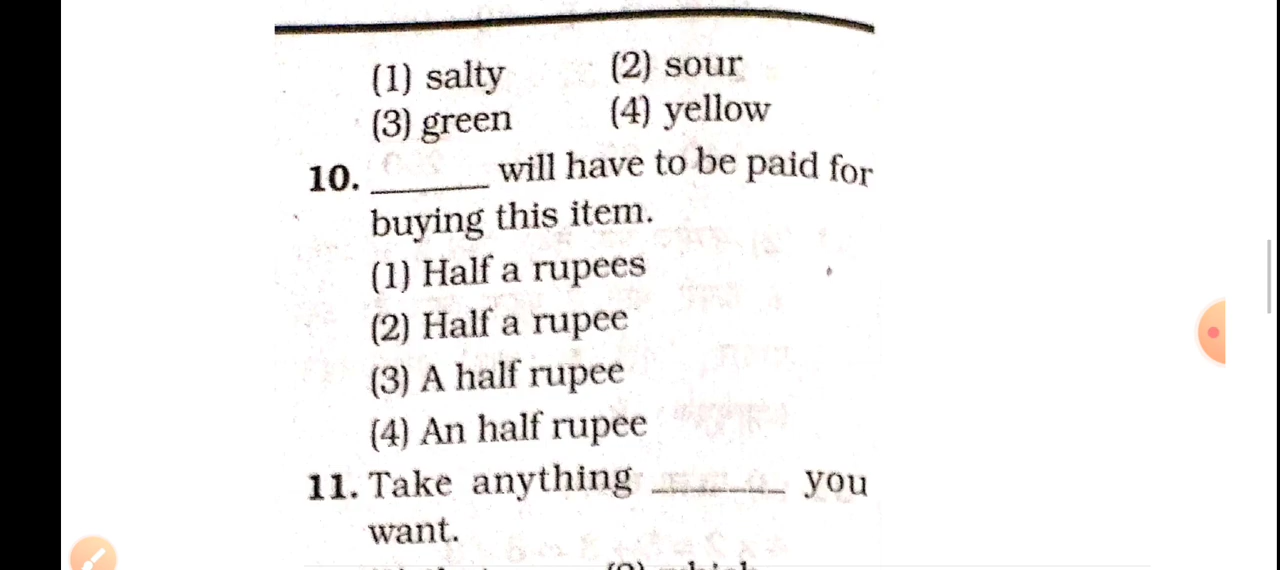 (1) salty (2) sour
(3) green (4) yellow
10. ______ will have to be paid for
buying this item.
(1) Half a rupees
(2) Half a rupee
(3) A half rupee
(4) An half rupee
11. Take anything ______ you
want.
(2) which